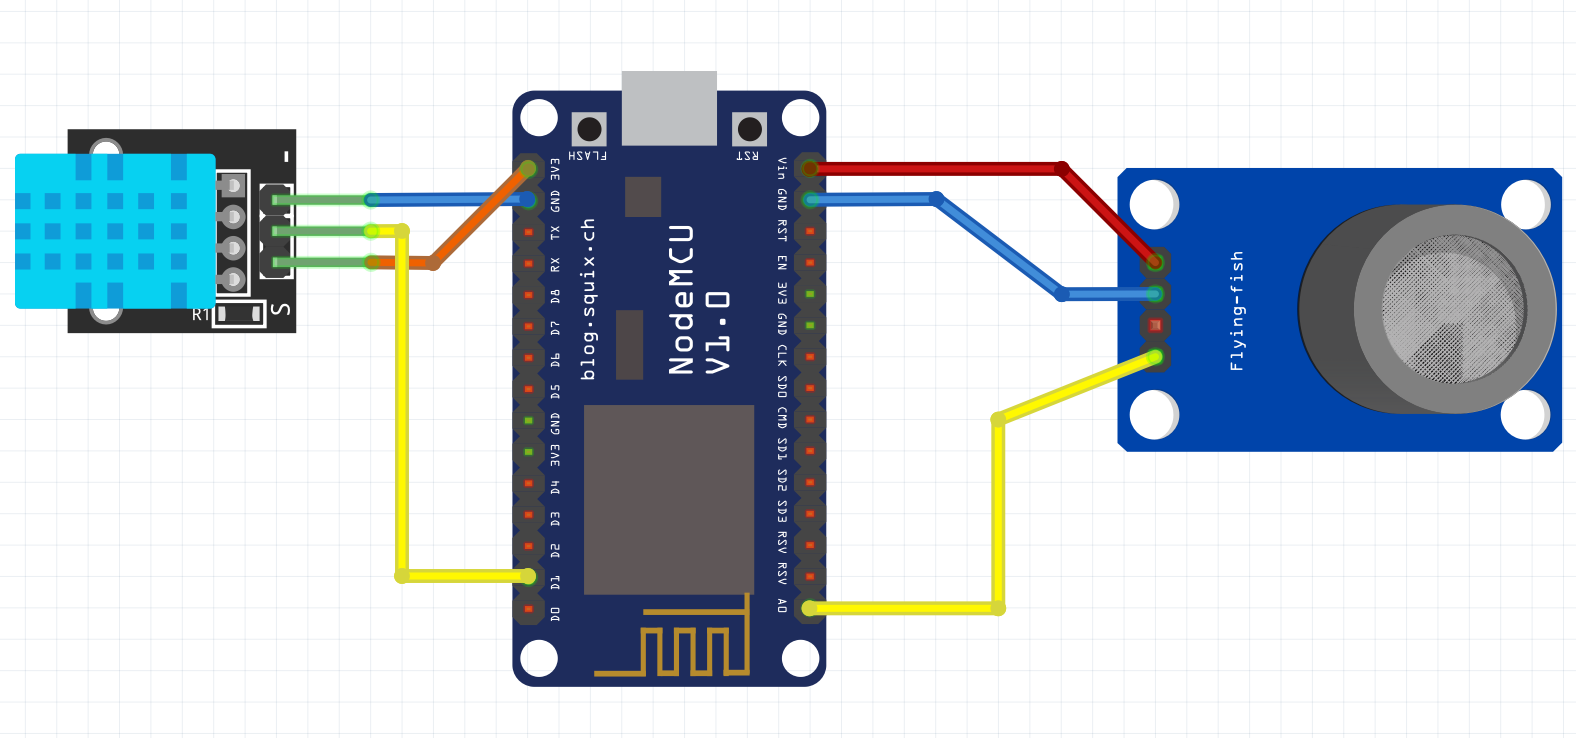 -
R1
S
FLASH
RST
3V3
GND
TX
RX
D8
D7
D6
D5
GND
3V3
D4
D3
D2
D1
D0
blog.squix.ch
NodeMCU
V1.0
Vin
GND
RST
EN
3V3
GND
CLK
SD0
CMD
SD1
SD2
SD3
RSV
RSV
A0
Flying-fish